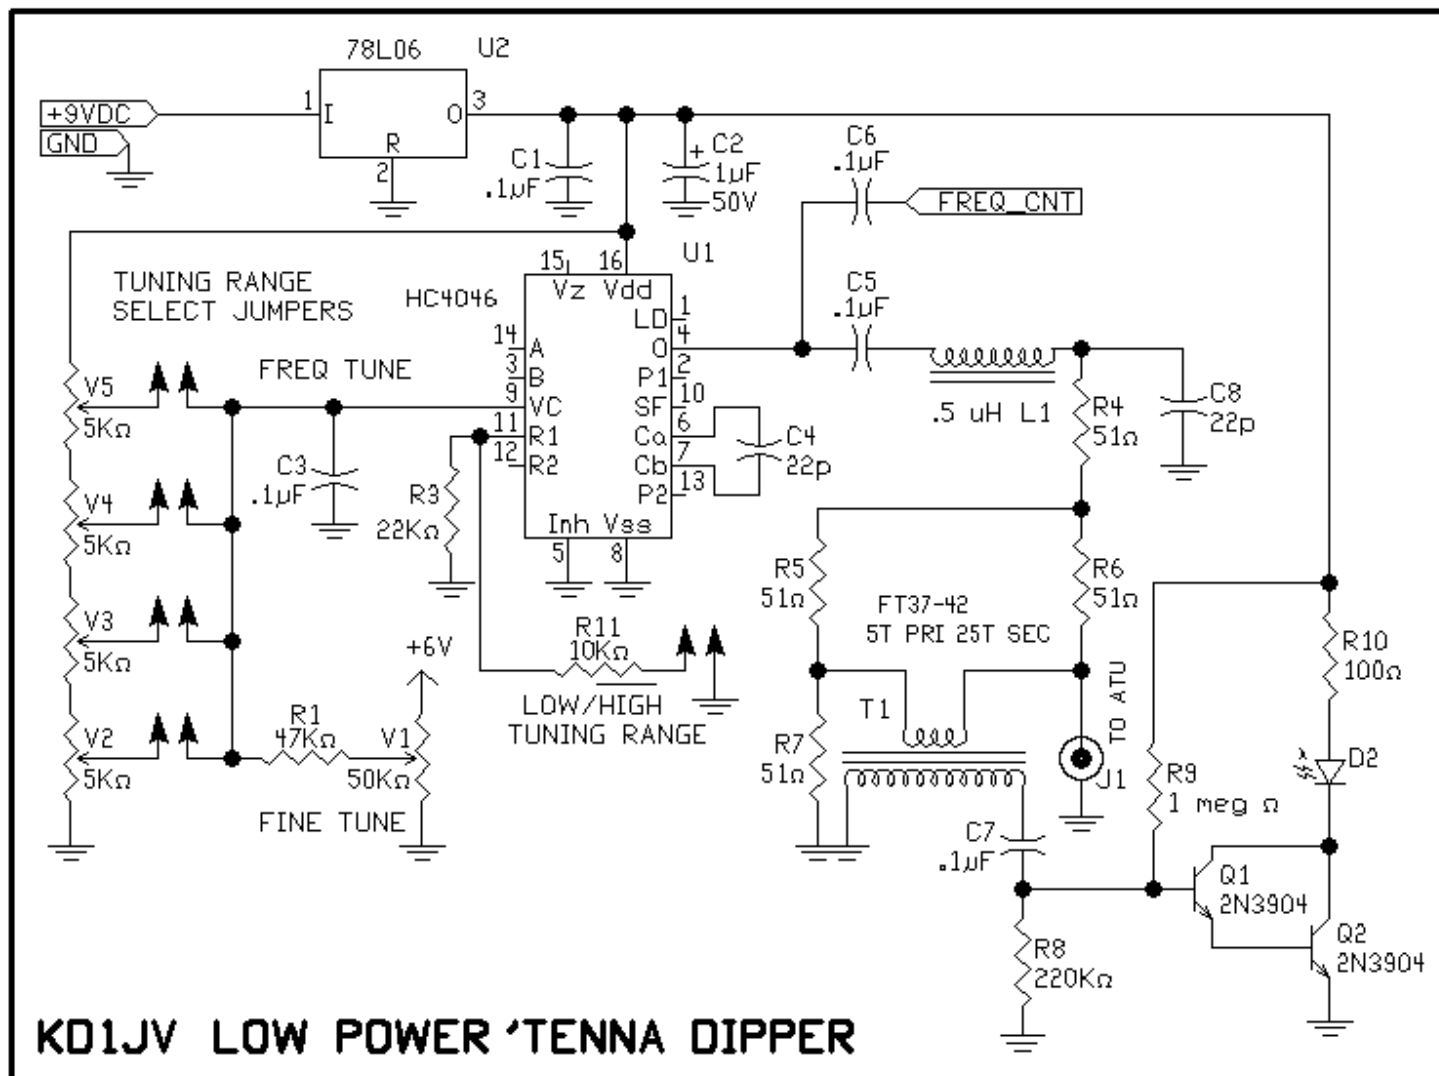 78L06 U2
+9VDC
GND
1 I O 3
R
2
C1
.1µF
+ C2
1µF
50V
C6
.1µF
FREQ_CNT
TUNING RANGE
SELECT JUMPERS
HC4046
U1
15 16
Vz Vdd
LD 1
O 4
P1 2
SF 10
Ca 6
Cb 7
P2 13
14 A
3 B
9 VC
11 R1
12 R2
Inh Vss
5 8
FREQ TUNE
C5
.1µF
.5 uH L1
R4
51Ω
C8
22p
C4
22p
V5
5KΩ
V4
5KΩ
V3
5KΩ
V2
5KΩ
C3
.1µF
R3
22KΩ
R1
47KΩ
+6V
V1
50KΩ
FINE TUNE
R11
10KΩ
LOW/HIGH
TUNING RANGE
R5
51Ω
R6
51Ω
FT37-42
5T PRI 25T SEC
T1
R7
51Ω
TO ATU
J1
C7
.1µF
R9
1 meg Ω
R10
100Ω
D2
Q1
2N3904
Q2
2N3904
R8
220KΩ
KD1JV LOW POWER 'TENNA DIPPER